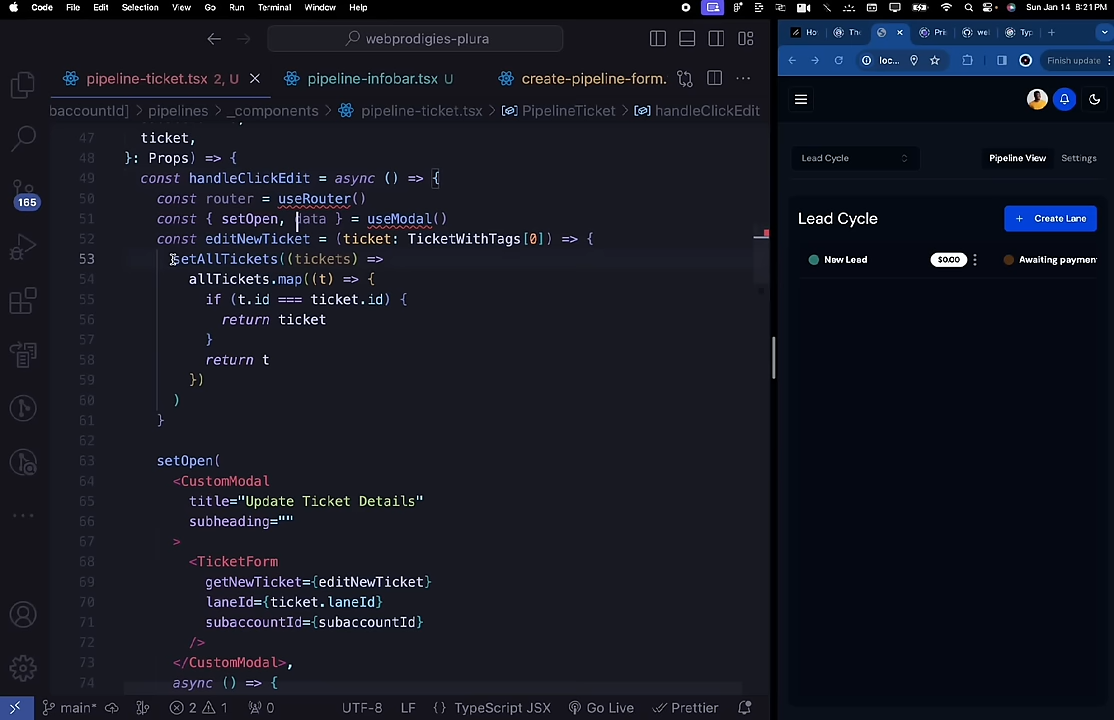 Code File Edit Selection View Go Run Terminal Window Help Sun Jan 14 8:21 PM
webprodigies-plura
pipeline-ticket.tsx 2, U pipeline-infobar.tsx U create-pipeline-form.
baccountId] > pipelines > _components > pipeline-ticket.tsx > PipelineTicket > handleClickEdit
47 ticket,
48 }: Props) => {
49 const handleClickEdit = async () => {
50 const router = useRouter()
51 const { setOpen, data } = useModal()
52 const editNewTicket = (ticket: TicketWithTags[0]) => {
53 setAllTickets((tickets) =>
54 allTickets.map((t) => {
55 if (t.id === ticket.id) {
56 return ticket
57 }
58 return t
59 })
60 )
61 }
62
63 setOpen(
64 <CustomModal
65 title="Update Ticket Details"
66 subheading=""
67 >
68 <TicketForm
69 getNewTicket={editNewTicket}
70 laneId={ticket.laneId}
71 subaccountId={subaccountId}
72 />
73 </CustomModal>,
74 async () => {
165
main* 2 1 0 UTF-8 LF {} TypeScript JSX Go Live Prettier
Ho The Pris wel Typ
loc... Finish update
Lead Cycle Pipeline View Settings
Lead Cycle + Create Lane
New Lead $0.00 Awaiting paymen